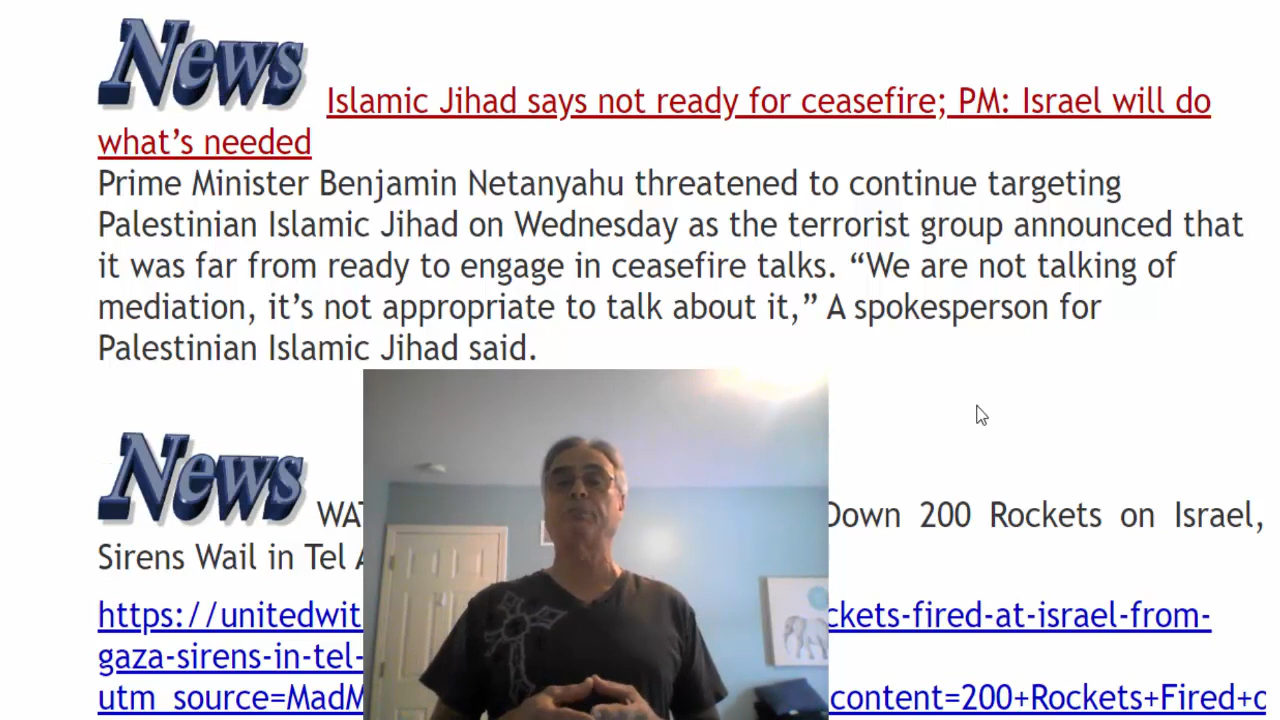 News Islamic Jihad says not ready for ceasefire; PM: Israel will do
what’s needed
Prime Minister Benjamin Netanyahu threatened to continue targeting
Palestinian Islamic Jihad on Wednesday as the terrorist group announced that
it was far from ready to engage in ceasefire talks. “We are not talking of
mediation, it’s not appropriate to talk about it,” A spokesperson for
Palestinian Islamic Jihad said.
News Down 200 Rockets on Israel,
Sirens Wail in Tel
https://unitedwit ckets-fired-at-israel-from-
gaza-sirens-in-tel-
utm_source=MadM content=200+Rockets+Fired+